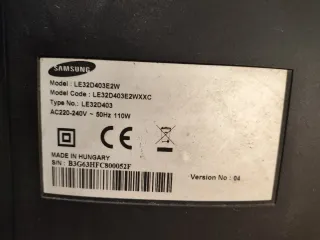 SAMSUNG
Model : LE32D403E2W
Model Code : LE32D403E2WXXC
Type No.: LE32D403
AC220-240V ~ 50Hz 110W
CE
MADE IN HUNGARY
S/N : B3G63HFC800052F
Version No : 04